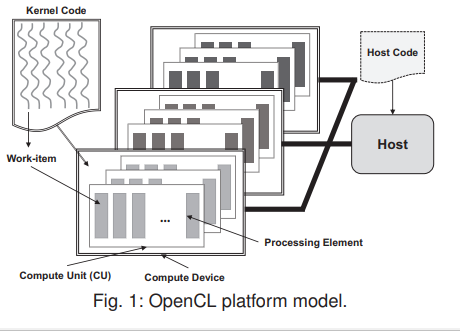 Kernel Code
Host Code
Host
Work-item
...
Processing Element
Compute Unit (CU)
Compute Device
Fig. 1: OpenCL platform model.